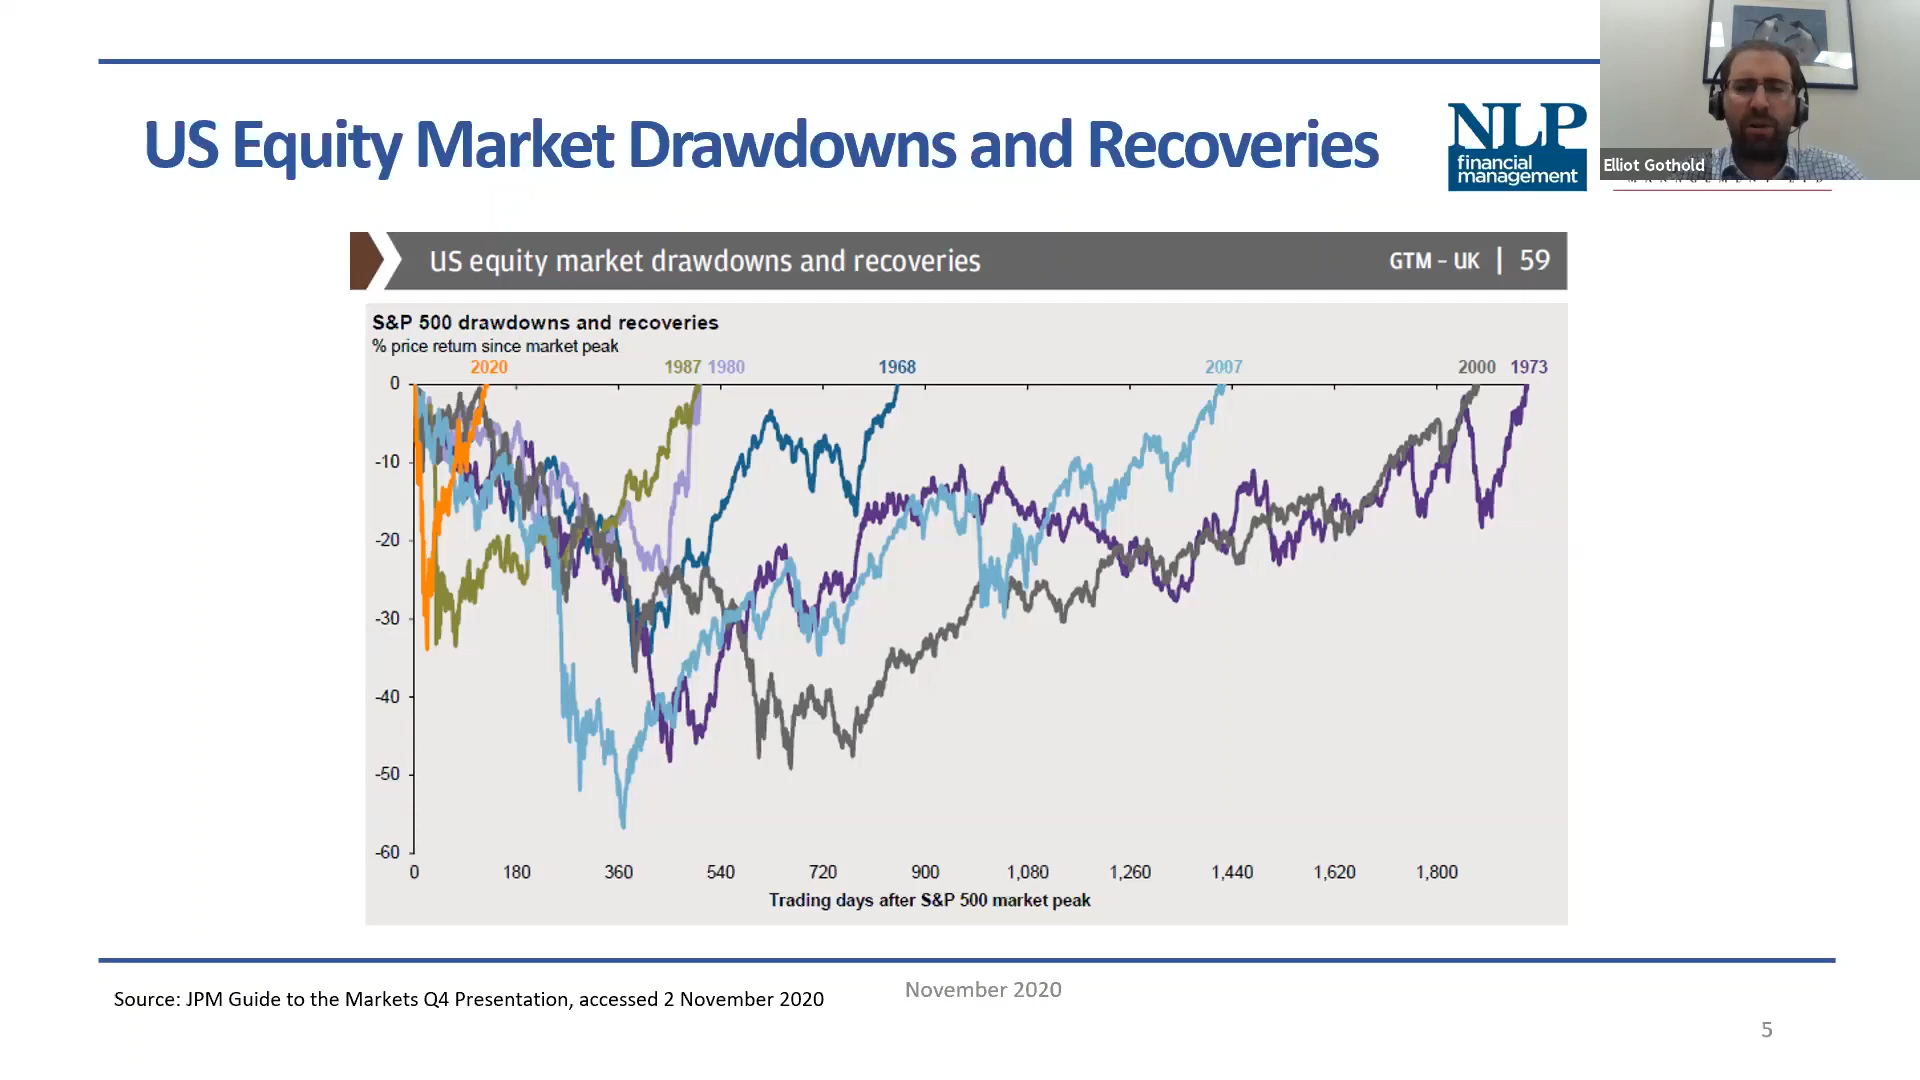 US Equity Market Drawdowns and Recoveries
NLP
financial
management
Elliot Gothold
US equity market drawdowns and recoveries
GTM – UK | 59
S&P 500 drawdowns and recoveries
% price return since market peak
2020 1987 1980 1968 2007 2000 1973
0
-10
-20
-30
-40
-50
-60
0 180 360 540 720 900 1,080 1,260 1,440 1,620 1,800
Trading days after S&P 500 market peak
Source: JPM Guide to the Markets Q4 Presentation, accessed 2 November 2020
November 2020
5